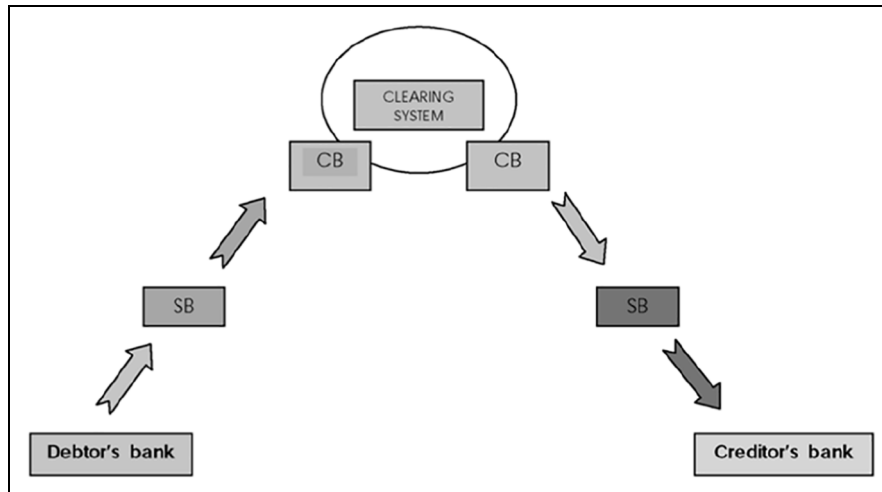 CLEARING
SYSTEM
CB
CB
SB
SB
Debtor's bank
Creditor's bank